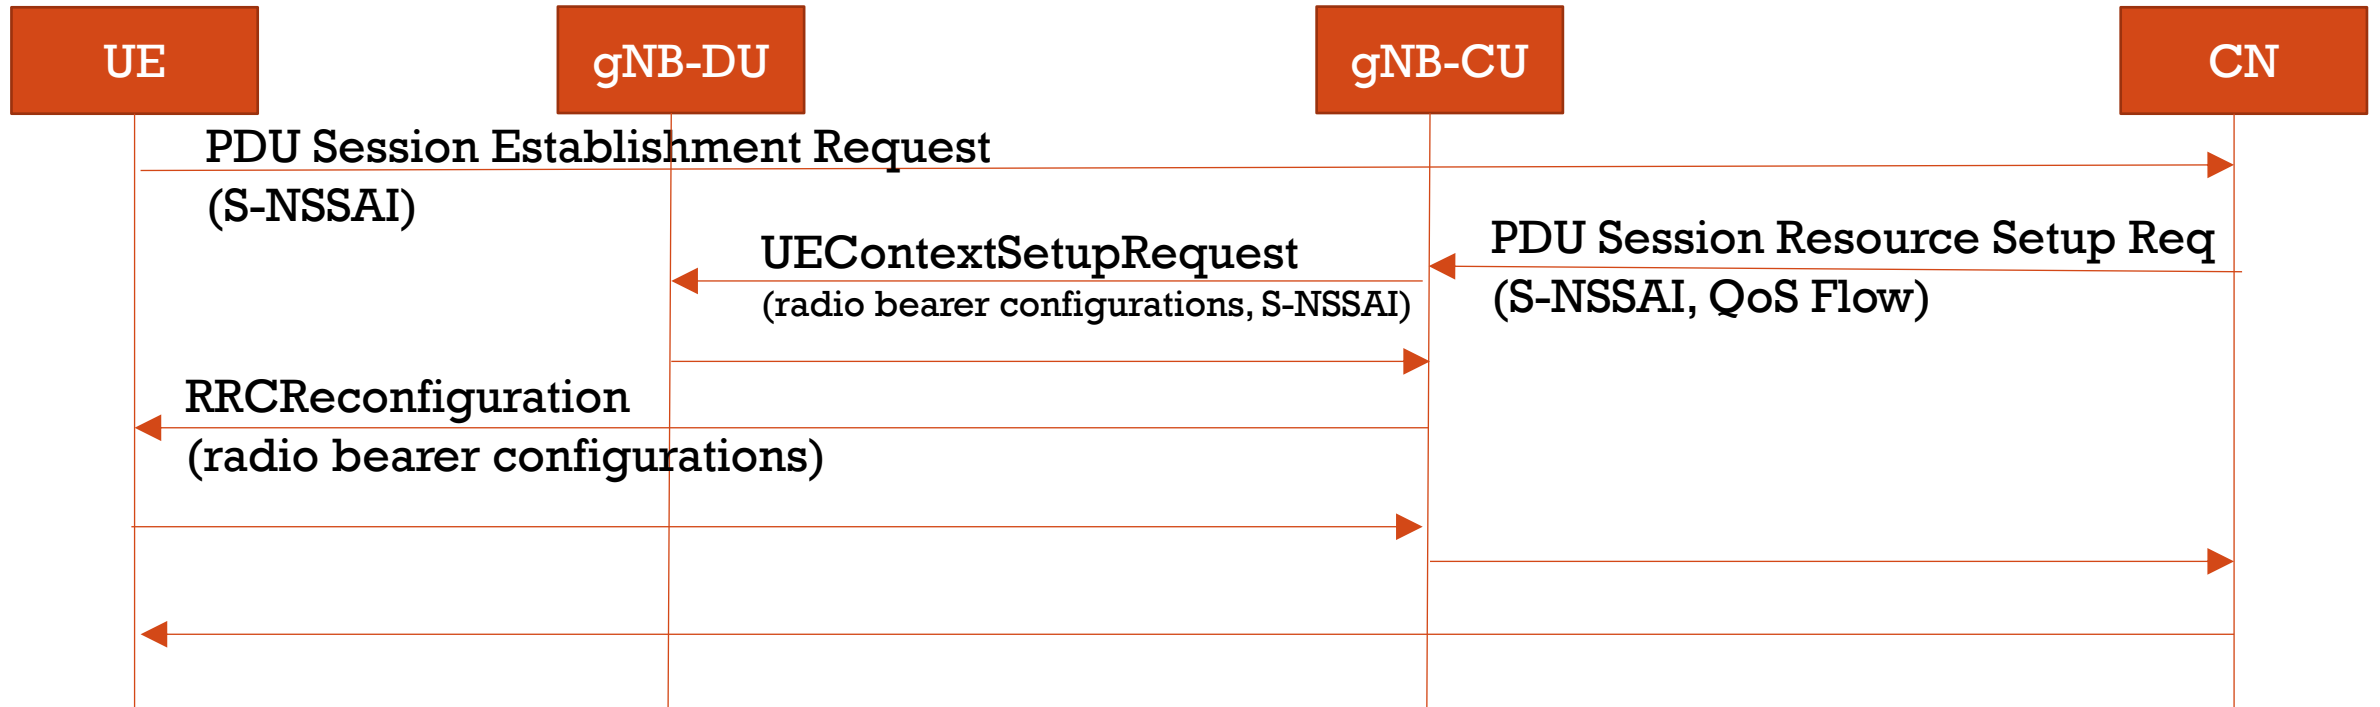 UE
gNB-DU
gNB-CU
CN
PDU Session Establishment Request
(S-NSSAI)
PDU Session Resource Setup Req
(S-NSSAI, QoS Flow)
UEContextSetupRequest
(radio bearer configurations, S-NSSAI)
RRCReconfiguration
(radio bearer configurations)